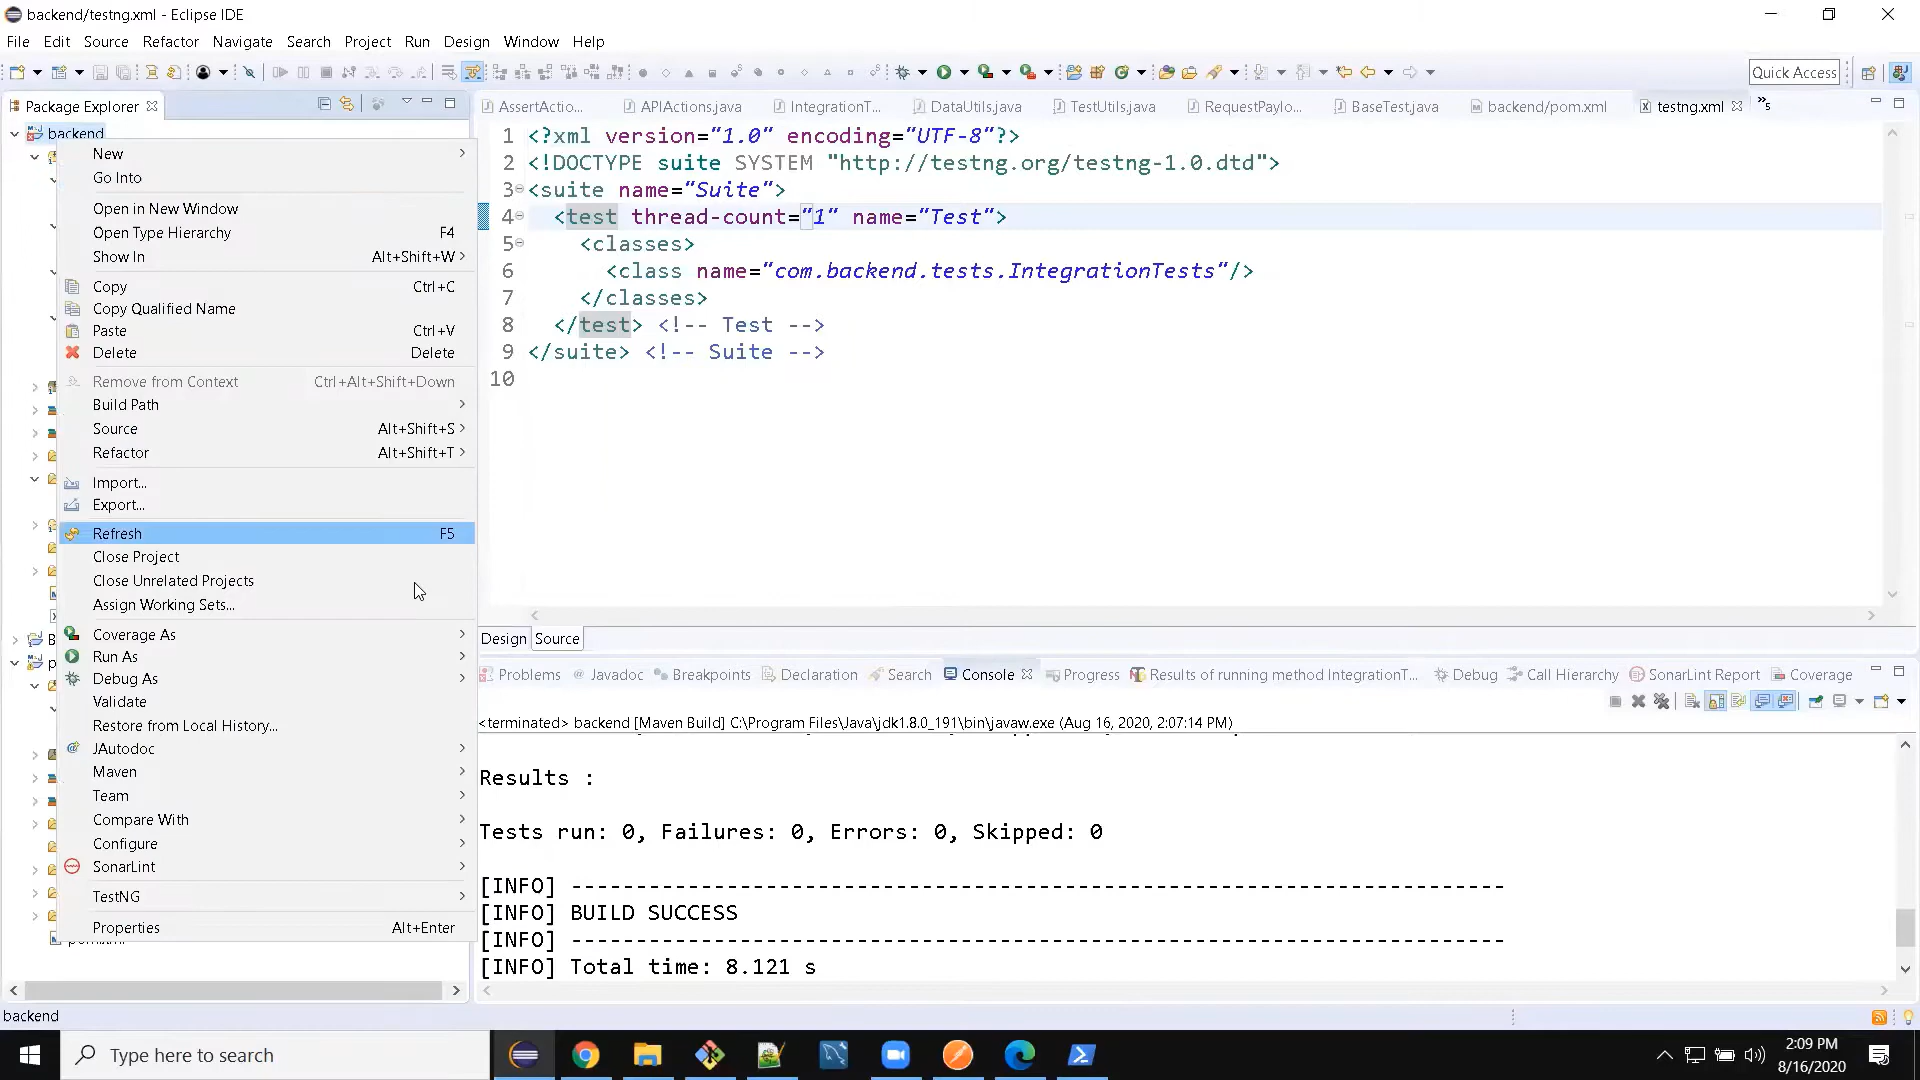 backend/testng.xml - Eclipse IDE
File Edit Source Refactor Navigate Search Project Run Design Window Help
Quick Access
Package Explorer
AssertActio... APIActions.java IntegrationT... DataUtils.java TestUtils.java RequestPaylo... BaseTest.java backend/pom.xml testng.xml »5
backend
New
Go Into
Open in New Window
Open Type Hierarchy F4
Show In Alt+Shift+W >
Copy Ctrl+C
Copy Qualified Name
Paste Ctrl+V
Delete Delete
Remove from Context Ctrl+Alt+Shift+Down
Build Path
Source Alt+Shift+S >
Refactor Alt+Shift+T >
Import...
Export...
Refresh F5
Close Project
Close Unrelated Projects
Assign Working Sets...
Coverage As
Run As
Debug As
Validate
Restore from Local History...
JAutodoc
Maven
Team
Compare With
Configure
SonarLint
TestNG
Properties Alt+Enter
1 <?xml version="1.0" encoding="UTF-8"?>
2 <!DOCTYPE suite SYSTEM "http://testng.org/testng-1.0.dtd">
3 <suite name="Suite">
4 <test thread-count="1" name="Test">
5 <classes>
6 <class name="com.backend.tests.IntegrationTests"/>
7 </classes>
8 </test> <!-- Test -->
9 </suite> <!-- Suite -->
10
Design Source
Problems Javadoc Breakpoints Declaration Search Console Progress Results of running method IntegrationT... Debug Call Hierarchy SonarLint Report Coverage
<terminated> backend [Maven Build] C:\Program Files\Java\jdk1.8.0_191\bin\javaw.exe (Aug 16, 2020, 2:07:14 PM)
Results :
Tests run: 0, Failures: 0, Errors: 0, Skipped: 0
[INFO] ------------------------------------------------------------------------
[INFO] BUILD SUCCESS
[INFO] ------------------------------------------------------------------------
[INFO] Total time: 8.121 s
backend
Type here to search
2:09 PM
8/16/2020